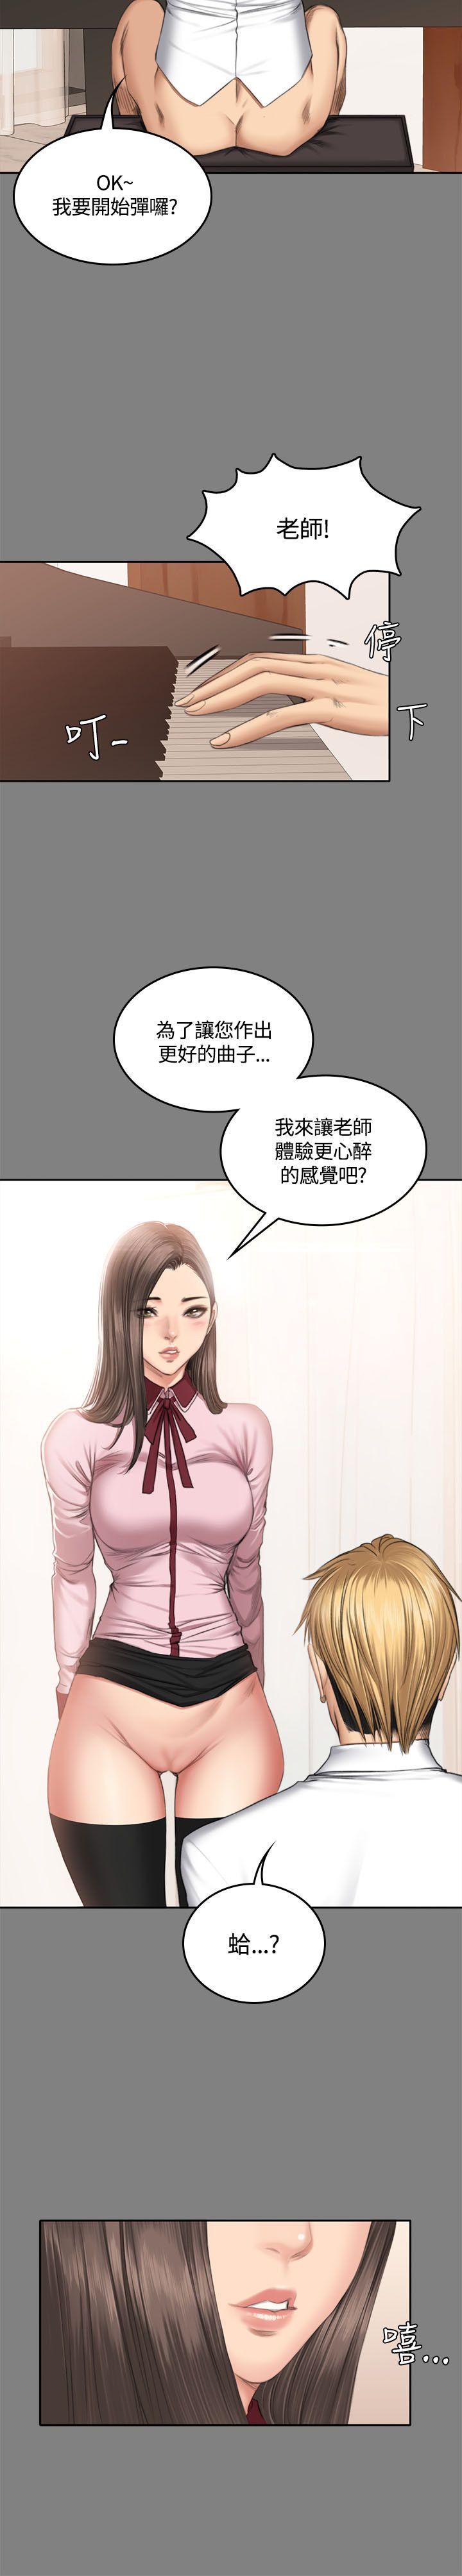 OK~
我要開始彈囉?
老師!
停
下
叮-
為了讓您作出
更好的曲子...
我來讓老師
體驗更心醉
的感覺吧?
蛤...?
嘻...